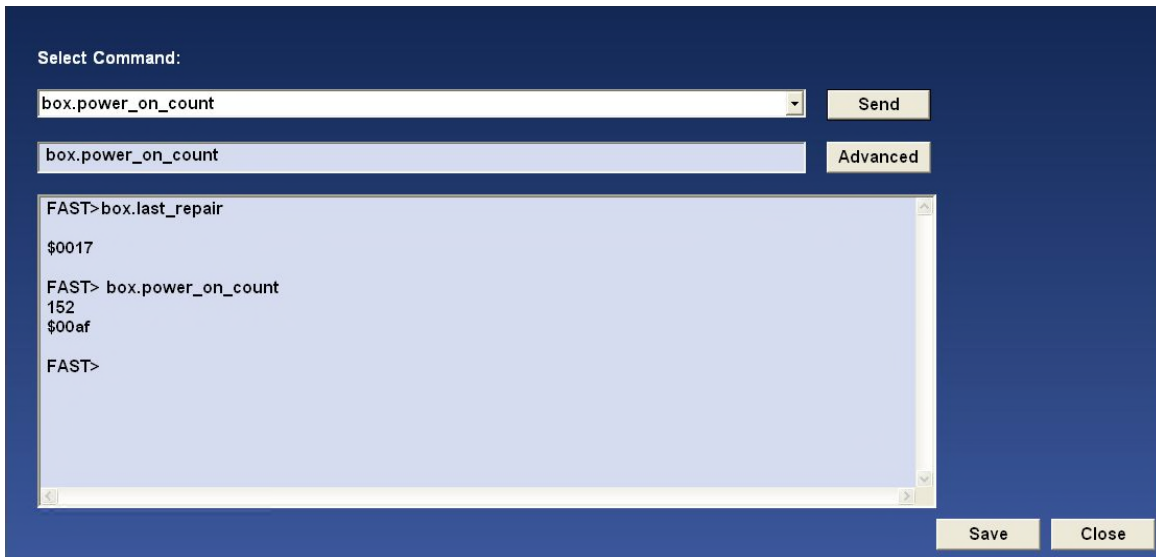 Select Command:
box.power_on_count
Send
box.power_on_count
Advanced
FAST>box.last_repair
$0017
FAST> box.power_on_count
152
$00af
FAST>
Save
Close